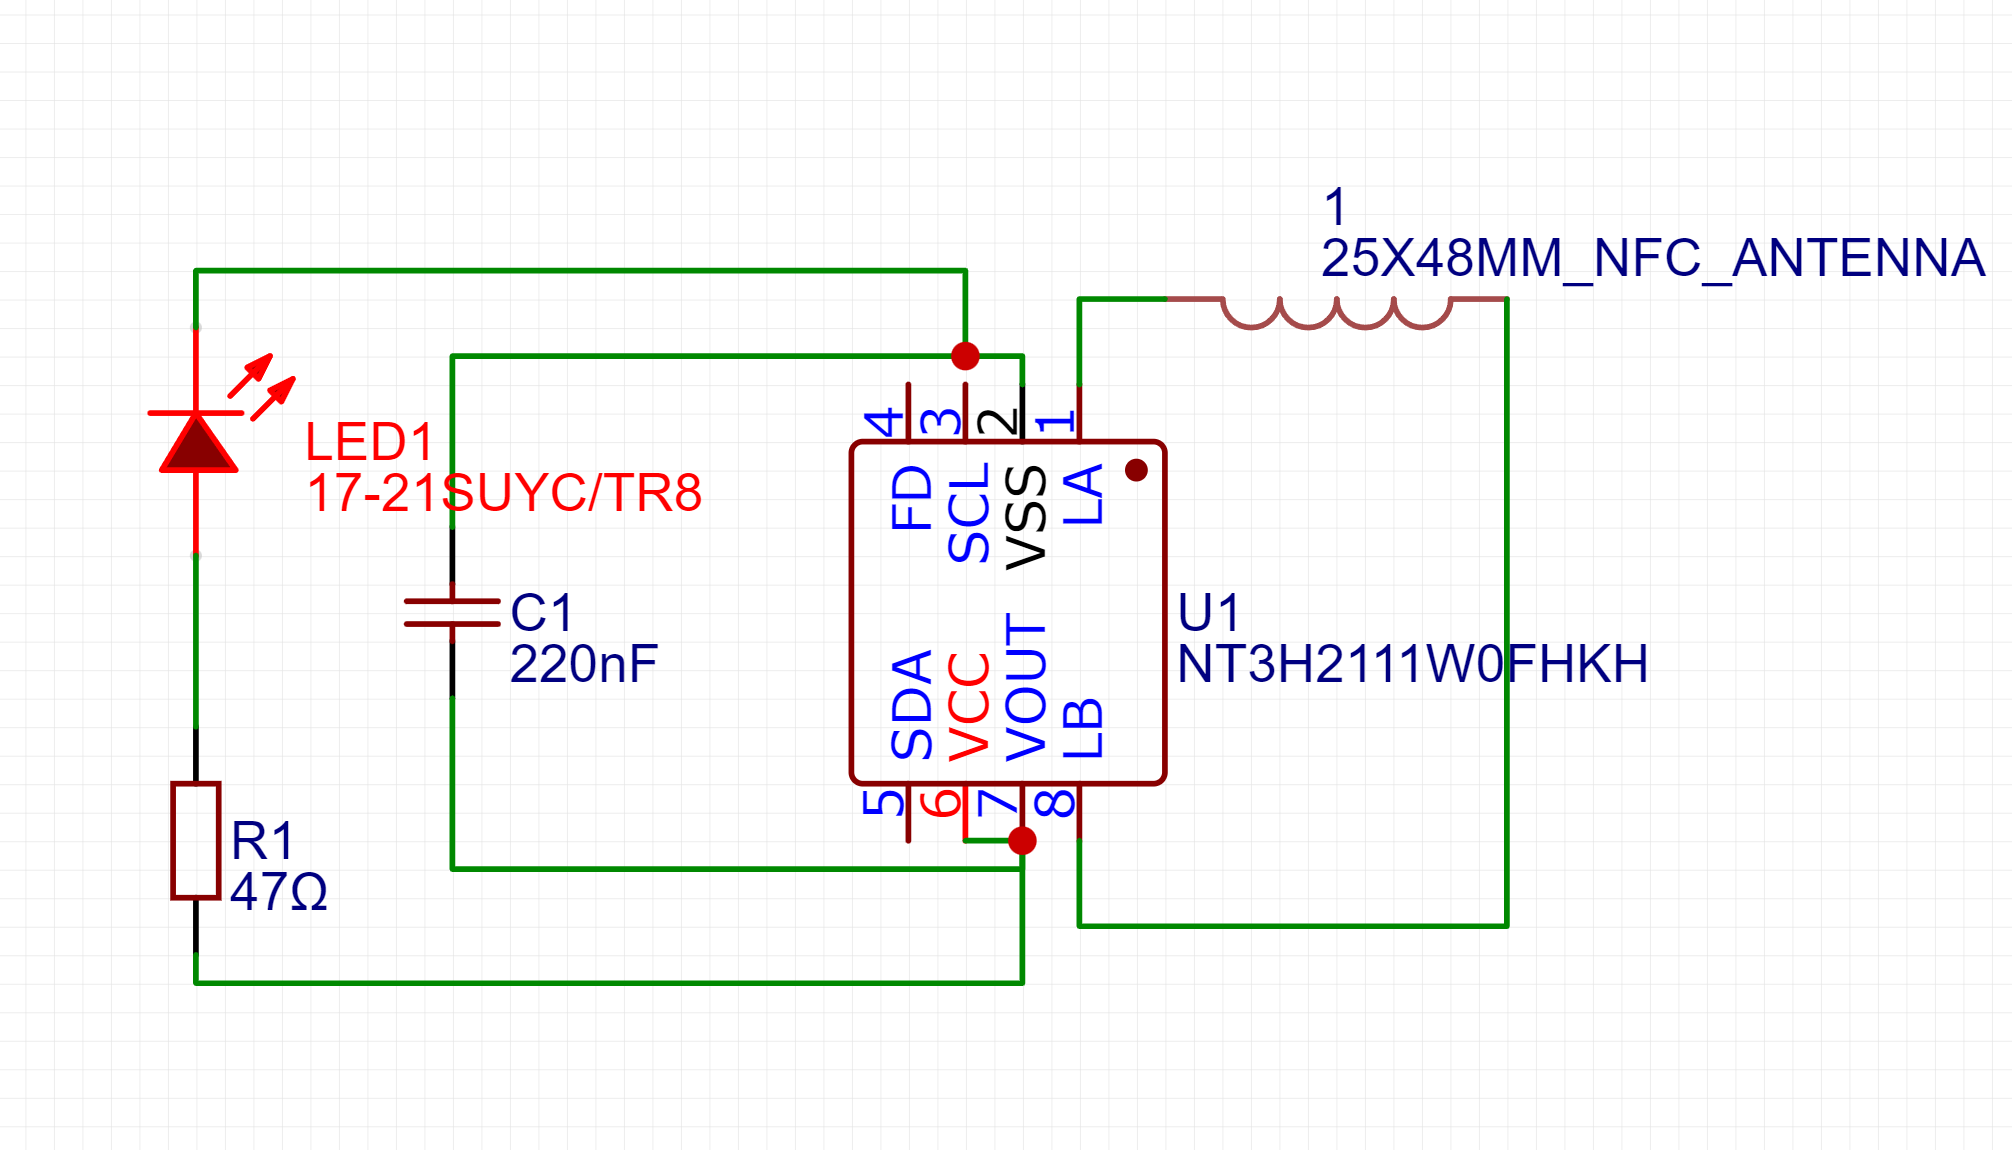 1
25X48MM_NFC_ANTENNA
LED1
17-21SUYC/TR8
4
3
2
1
FD
SCL
VSS
LA
C1
220nF
U1
NT3H2111W0FHKH
SDA
VCC
VOUT
LB
5
6
7
8
R1
47Ω